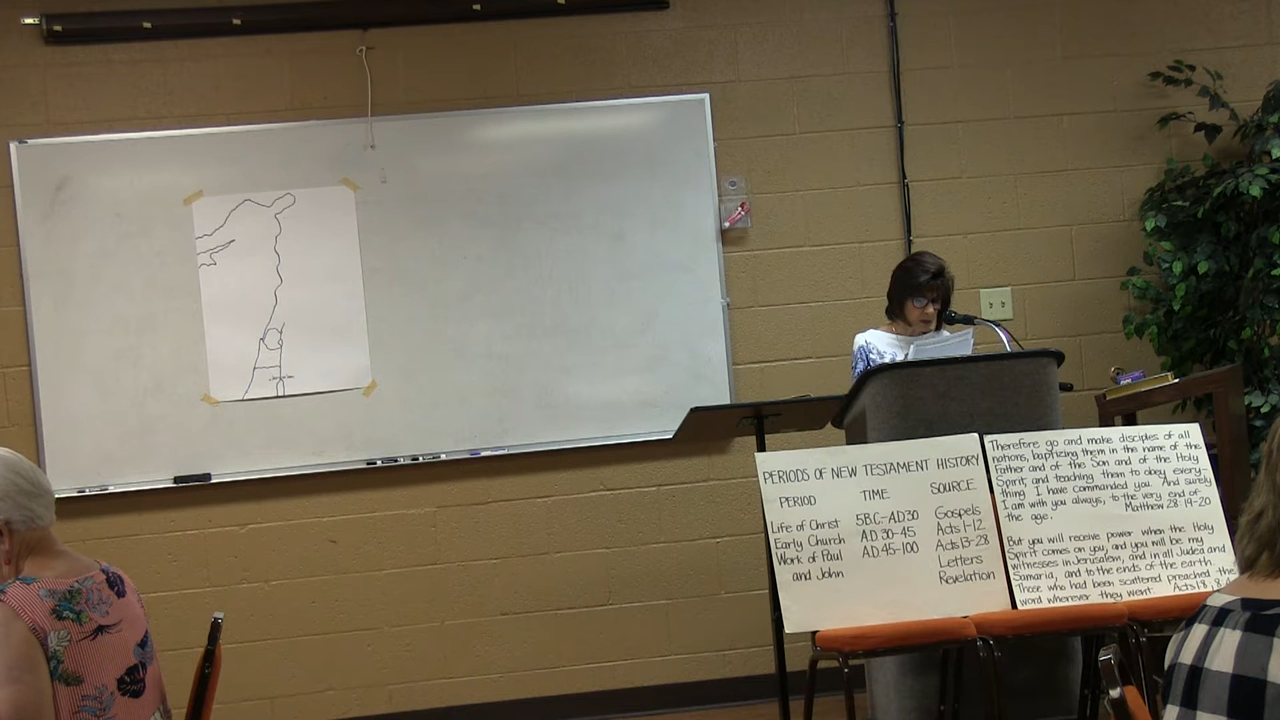 PERIODS OF NEW TESTAMENT HISTORY
PERIOD TIME SOURCE
Life of Christ 5B.C.-A.D.30 Gospels
Early Church A.D. 30-45 Acts 1-12
Work of Paul A.D. 45-100 Acts 13-28
and John Letters
Revelation
Therefore go and make disciples of all
nations, baptizing them in the name of the
Father and of the Son and of the Holy
Spirit, and teaching them to obey every-
thing I have commanded you. And surely
I am with you always, to the very end of
the age. Matthew 28:19-20
But you will receive power when the Holy
Spirit comes on you, and you will be my
witnesses in Jerusalem, and in all Judea and
Samaria, and to the ends of the earth.
Those who had been scattered preached the
word wherever they went. Acts 1:8, 8:4